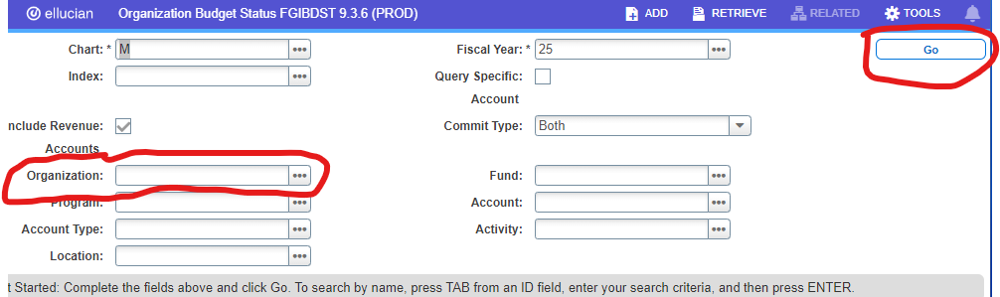 ellucian Organization Budget Status FGIBDST 9.3.6 (PROD) ADD RETRIEVE RELATED TOOLS
Chart: * M ••• Fiscal Year: * 25 ••• Go
Index: ••• Query Specific:
Account
nclude Revenue: Commit Type: Both
Accounts
Organization: ••• Fund: •••
Program: ••• Account: •••
Account Type: ••• Activity: •••
Location: •••
t Started: Complete the fields above and click Go. To search by name, press TAB from an ID field, enter your search criteria, and then press ENTER.